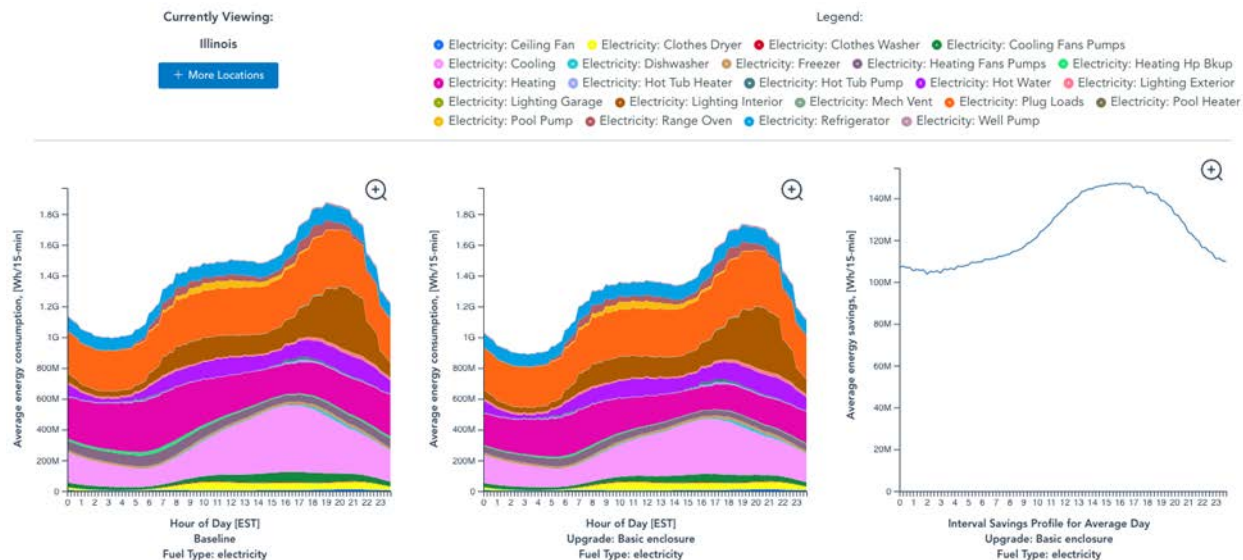 Currently Viewing:
Illinois
+ More Locations
Legend:
Electricity: Ceiling Fan Electricity: Clothes Dryer Electricity: Clothes Washer Electricity: Cooling Fans Pumps
Electricity: Cooling Electricity: Dishwasher Electricity: Freezer Electricity: Heating Fans Pumps Electricity: Heating Hp Bkup
Electricity: Heating Electricity: Hot Tub Heater Electricity: Hot Tub Pump Electricity: Hot Water Electricity: Lighting Exterior
Electricity: Lighting Garage Electricity: Lighting Interior Electricity: Mech Vent Electricity: Plug Loads Electricity: Pool Heater
Electricity: Pool Pump Electricity: Range Oven Electricity: Refrigerator Electricity: Well Pump
Average energy consumption, [Wh/15-min]
1.8G
1.6G
1.4G
1.2G
1G
800M
600M
400M
200M
0
0 1 2 3 4 5 6 7 8 9 10 11 12 13 14 15 16 17 18 19 20 21 22 23
Hour of Day [EST]
Baseline
Fuel Type: electricity
Average energy consumption, [Wh/15-min]
1.8G
1.6G
1.4G
1.2G
1G
800M
600M
400M
200M
0
0 1 2 3 4 5 6 7 8 9 10 11 12 13 14 15 16 17 18 19 20 21 22 23
Hour of Day [EST]
Upgrade: Basic enclosure
Fuel Type: electricity
Average energy savings, [Wh/15-min]
140M
120M
100M
80M
60M
40M
20M
0
0 1 2 3 4 5 6 7 8 9 10 11 12 13 14 15 16 17 18 19 20 21 22 23
Interval Savings Profile for Average Day
Upgrade: Basic enclosure
Fuel Type: electricity